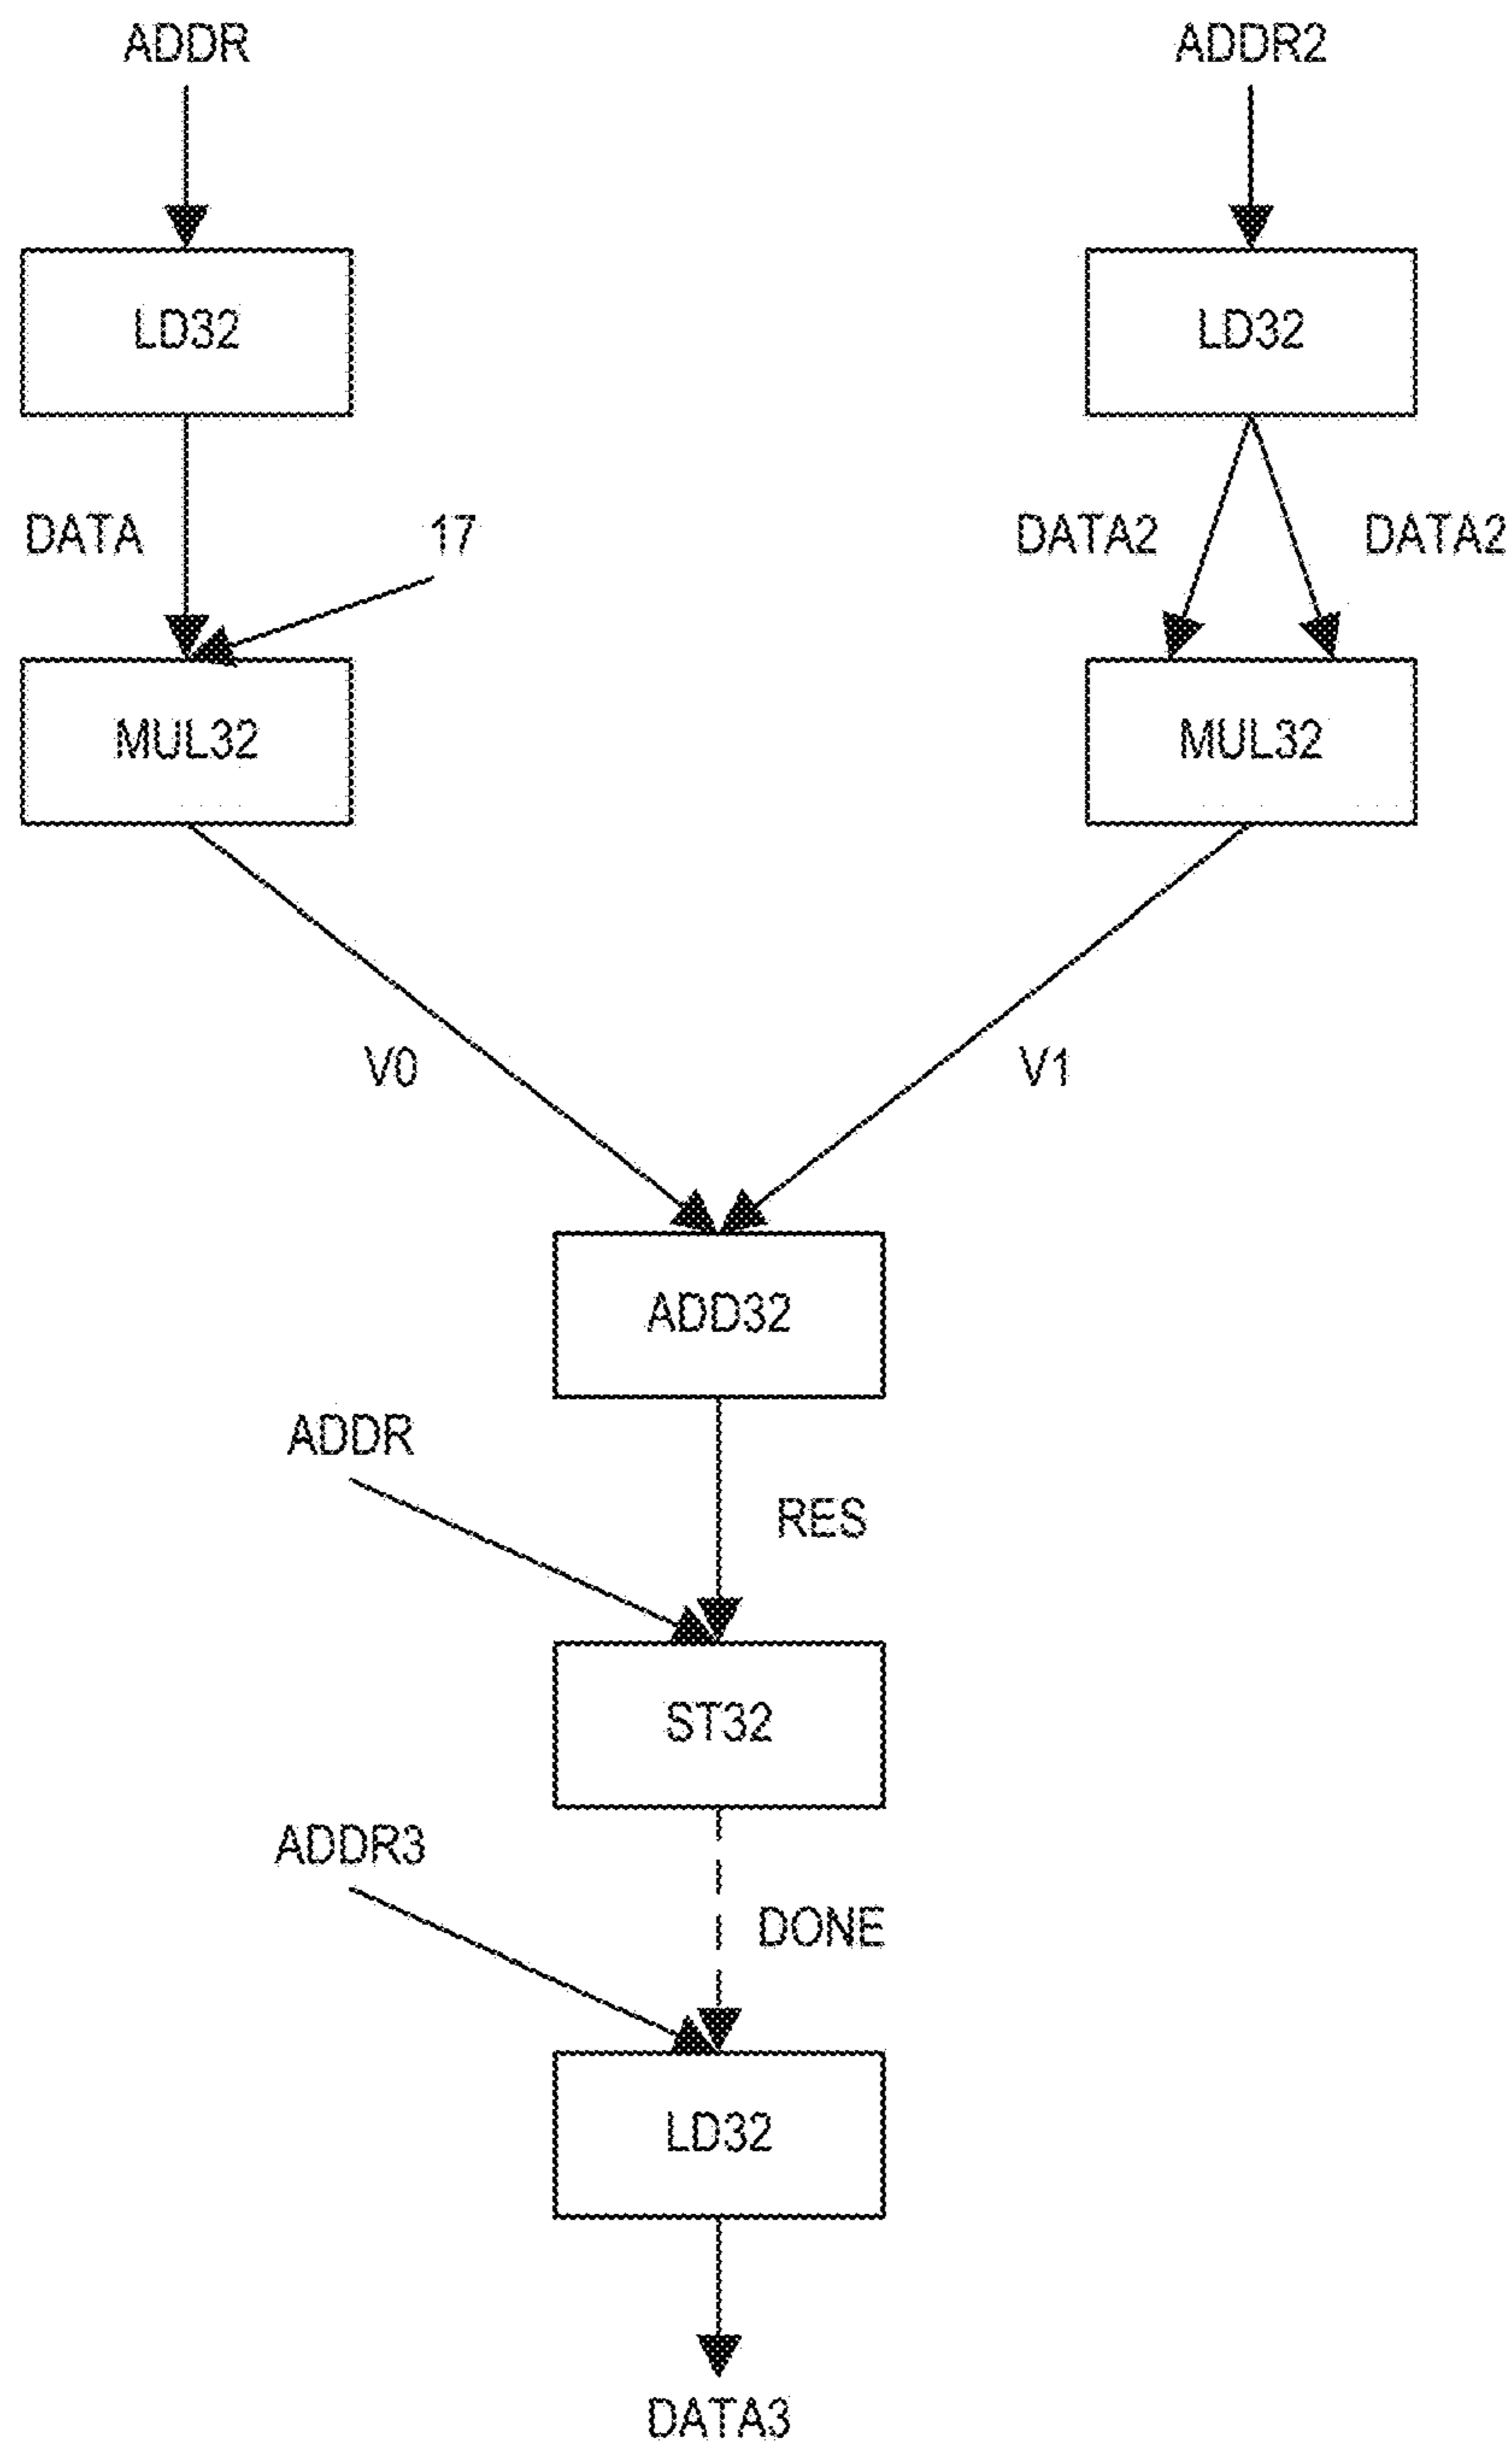 ADDR
ADDR2
LD32
LD32
DATA
17
DATA2
DATA2
MUL32
MUL32
V0
V1
ADD32
ADDR
RES
ST32
ADDR3
DONE
LD32
DATA3